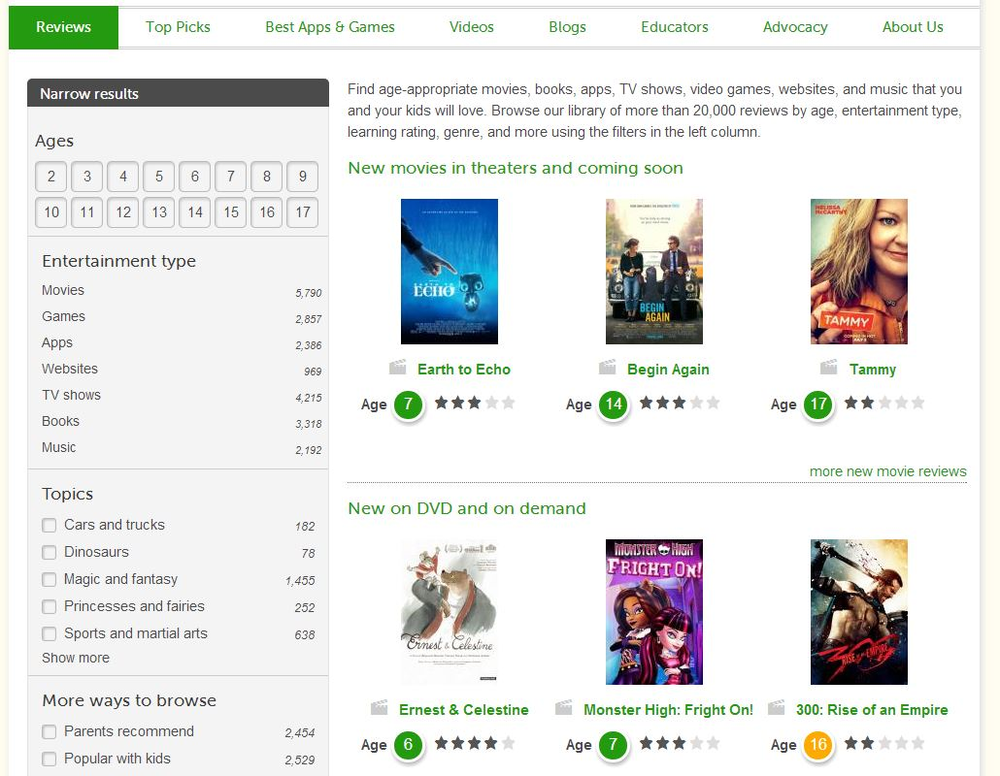 Reviews
Top Picks
Best Apps & Games
Videos
Blogs
Educators
Advocacy
About Us
Narrow results
Ages
2 3 4 5 6 7 8 9
10 11 12 13 14 15 16 17
Entertainment type
Movies 5,790
Games 2,857
Apps 2,386
Websites 969
TV shows 4,215
Books 3,318
Music 2,192
Topics
Cars and trucks 182
Dinosaurs 78
Magic and fantasy 1,455
Princesses and fairies 252
Sports and martial arts 638
Show more
More ways to browse
Parents recommend 2,454
Popular with kids 2,529
Find age-appropriate movies, books, apps, TV shows, video games, websites, and music that you
and your kids will love. Browse our library of more than 20,000 reviews by age, entertainment type,
learning rating, genre, and more using the filters in the left column.
New movies in theaters and coming soon
ECHO
BEGIN
AGAIN
MELISSA
McCARTHY
TAMMY
COMING IN HOT
JULY 2
Earth to Echo
Begin Again
Tammy
Age 7
Age 14
Age 17
more new movie reviews
New on DVD and on demand
Ernest & Celestine
MONSTER HIGH
FRIGHT ON!
RISE OF AN EMPIRE
Ernest & Celestine
Monster High: Fright On!
300: Rise of an Empire
Age 6
Age 7
Age 16